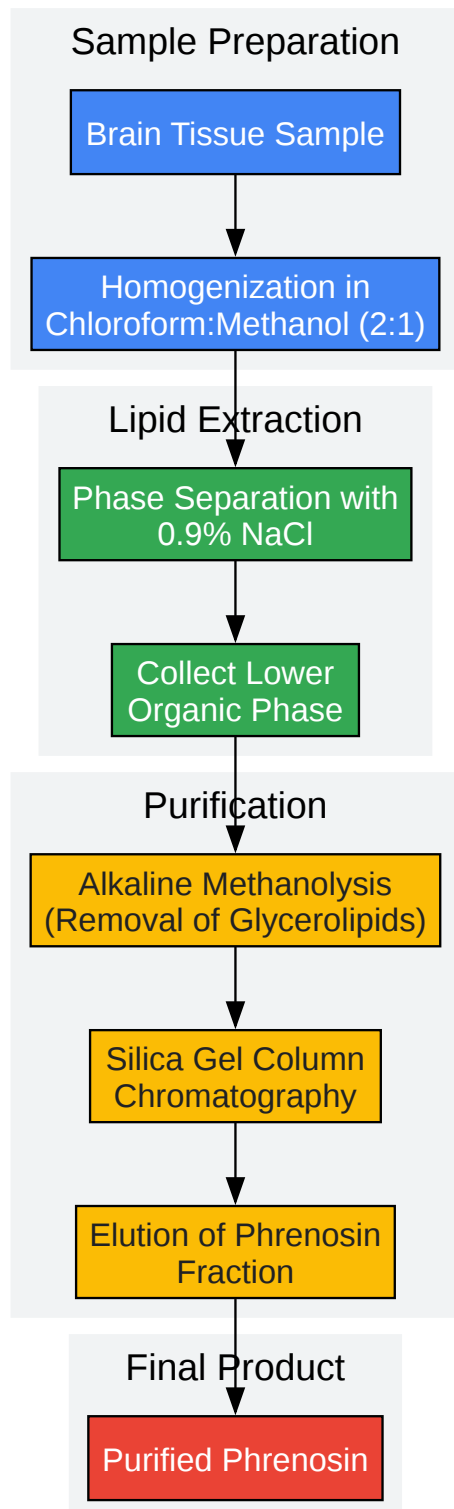 Sample Preparation
Brain Tissue Sample
Homogenization in
Chloroform:Methanol (2:1)
Lipid Extraction
Phase Separation with
0.9% NaCl
Collect Lower
Organic Phase
Purification
Alkaline Methanolysis
(Removal of Glycerolipids)
Silica Gel Column
Chromatography
Elution of Phrenosin
Fraction
Final Product
Purified Phrenosin